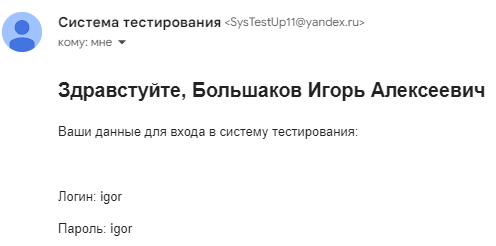 Система тестирования <SysTestUp11@yandex.ru>
кому: мне
Здравстуйте, Большаков Игорь Алексеевич
Ваши данные для входа в систему тестирования:
Логин: igor
Пароль: igor